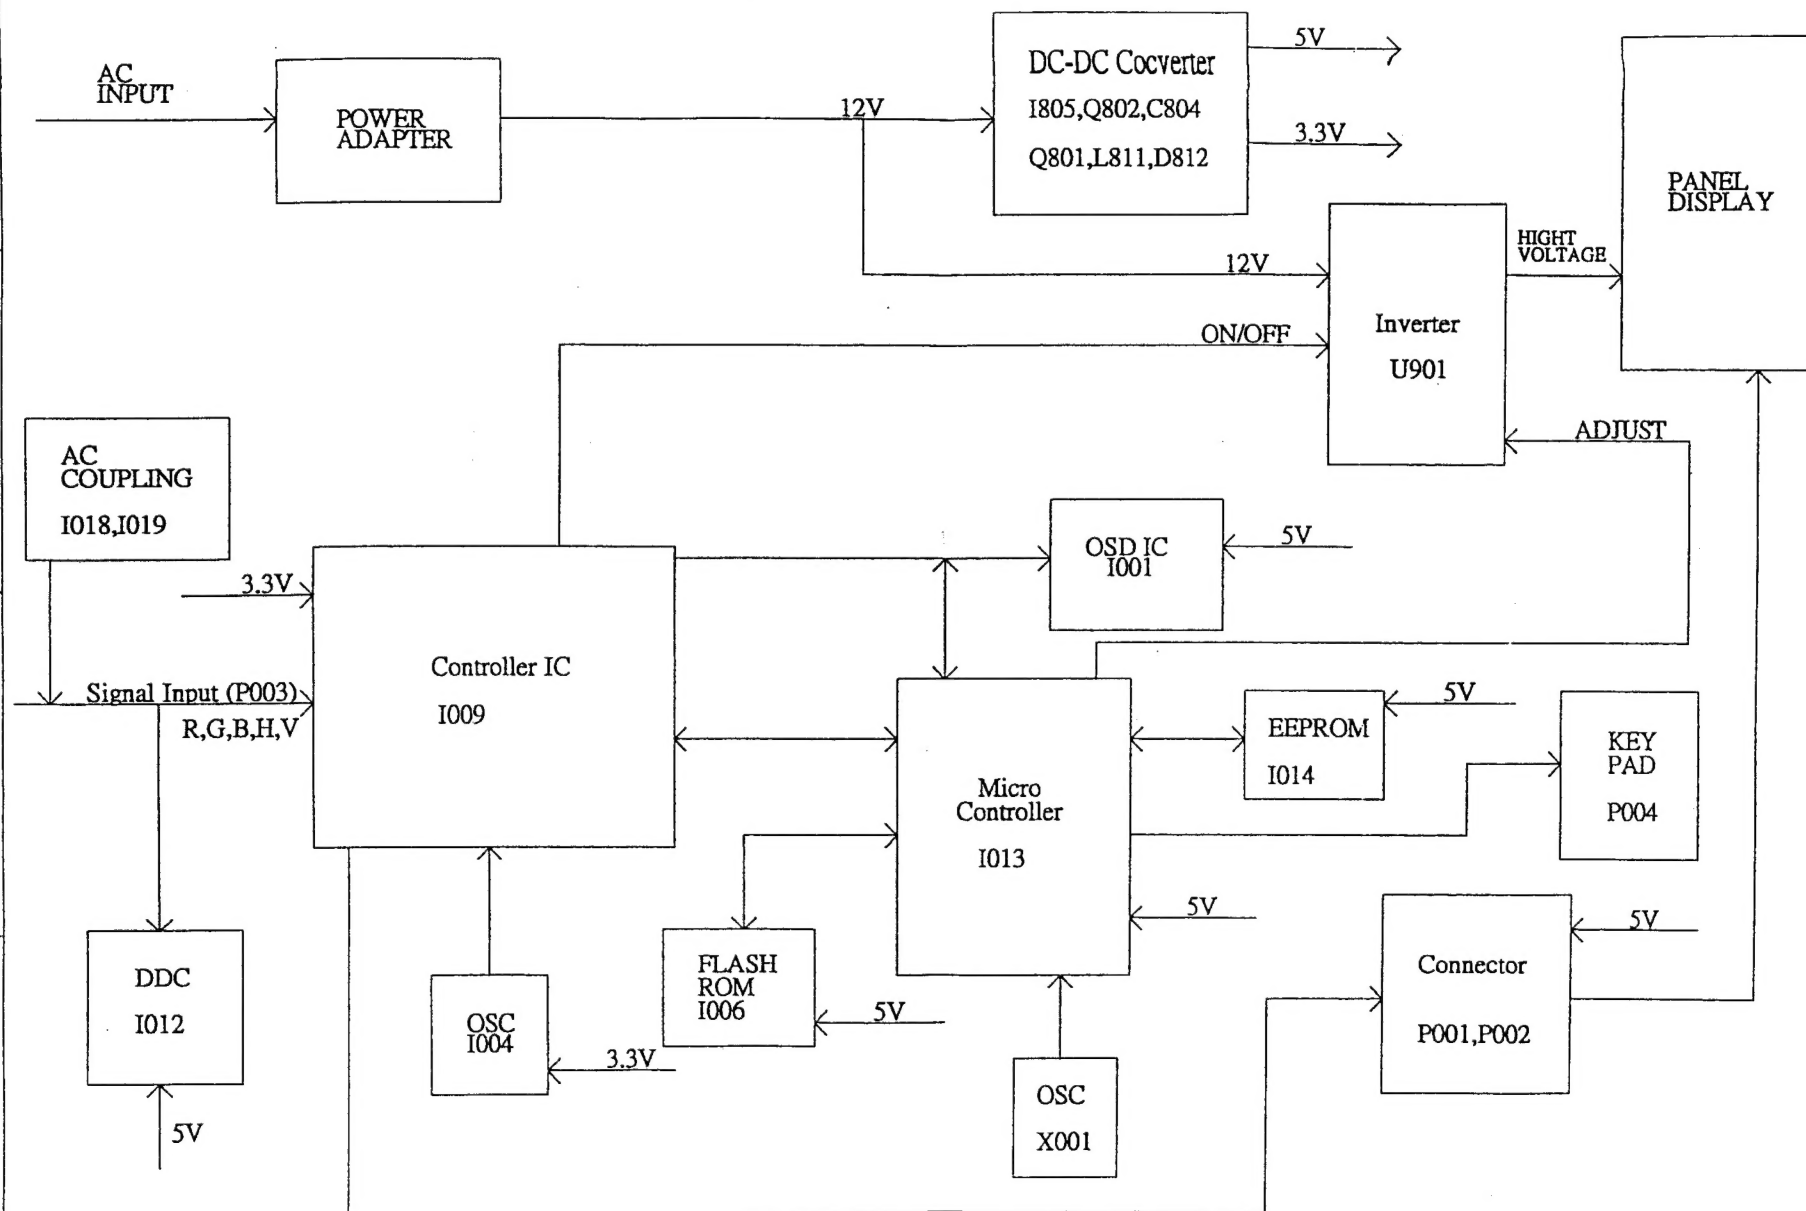 AC
INPUT
POWER
ADAPTER
12V
DC-DC Cocverter
I805,Q802,C804
Q801,L811,D812
5V
3.3V
PANEL
DISPLAY
12V
ON/OFF
Inverter
U901
HIGHT
VOLTAGE
ADJUST
AC
COUPLING
I018,I019
3.3V
Signal Input (P003)
R,G,B,H,V
Controller IC
I009
OSD IC
I001
5V
Micro
Controller
I013
EEPROM
I014
5V
KEY
PAD
P004
5V
DDC
I012
5V
OSC
I004
3.3V
FLASH
ROM
I006
5V
OSC
X001
Connector
P001,P002
5V